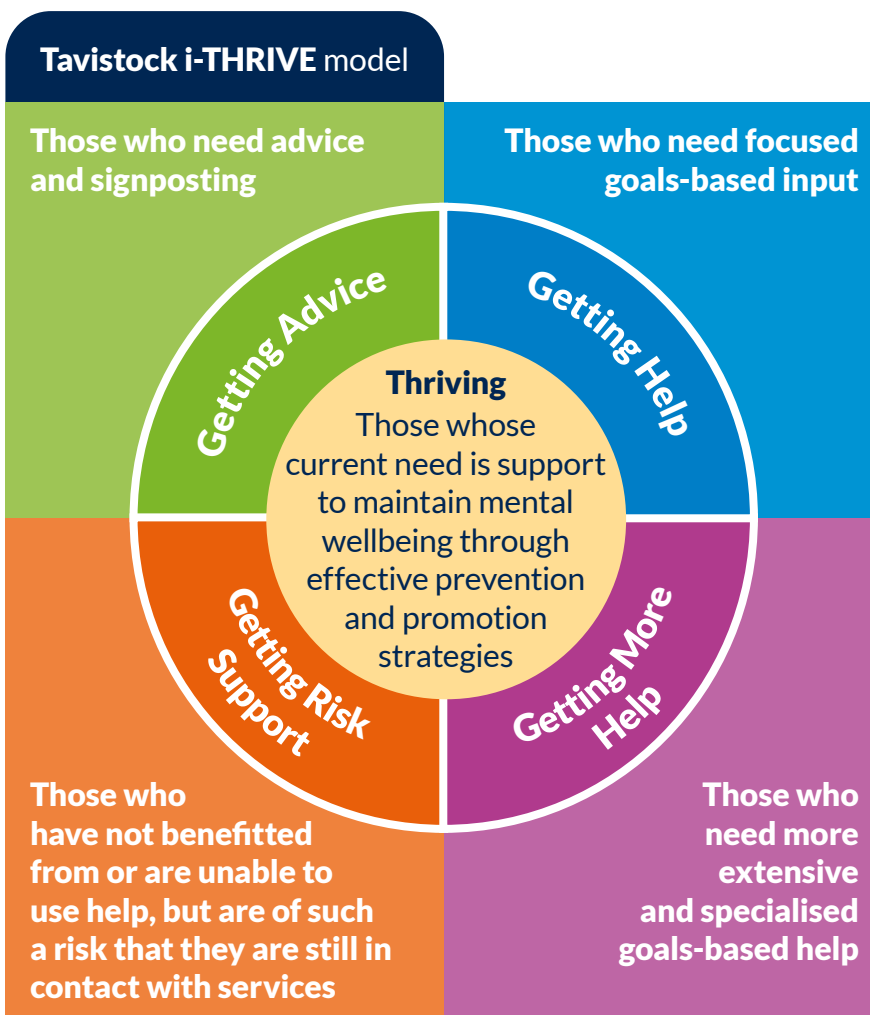 Tavistock i-THRIVE model
Those who need advice
and signposting
Those who need focused
goals-based input
Getting Advice
Getting Help
Thriving
Those whose
current need is support
to maintain mental
wellbeing through
effective prevention
and promotion
strategies
Getting Risk
Support
Getting More
Help
Those who
have not benefitted
from or are unable to
use help, but are of such
a risk that they are still in
contact with services
Those who
need more
extensive
and specialised
goals-based help